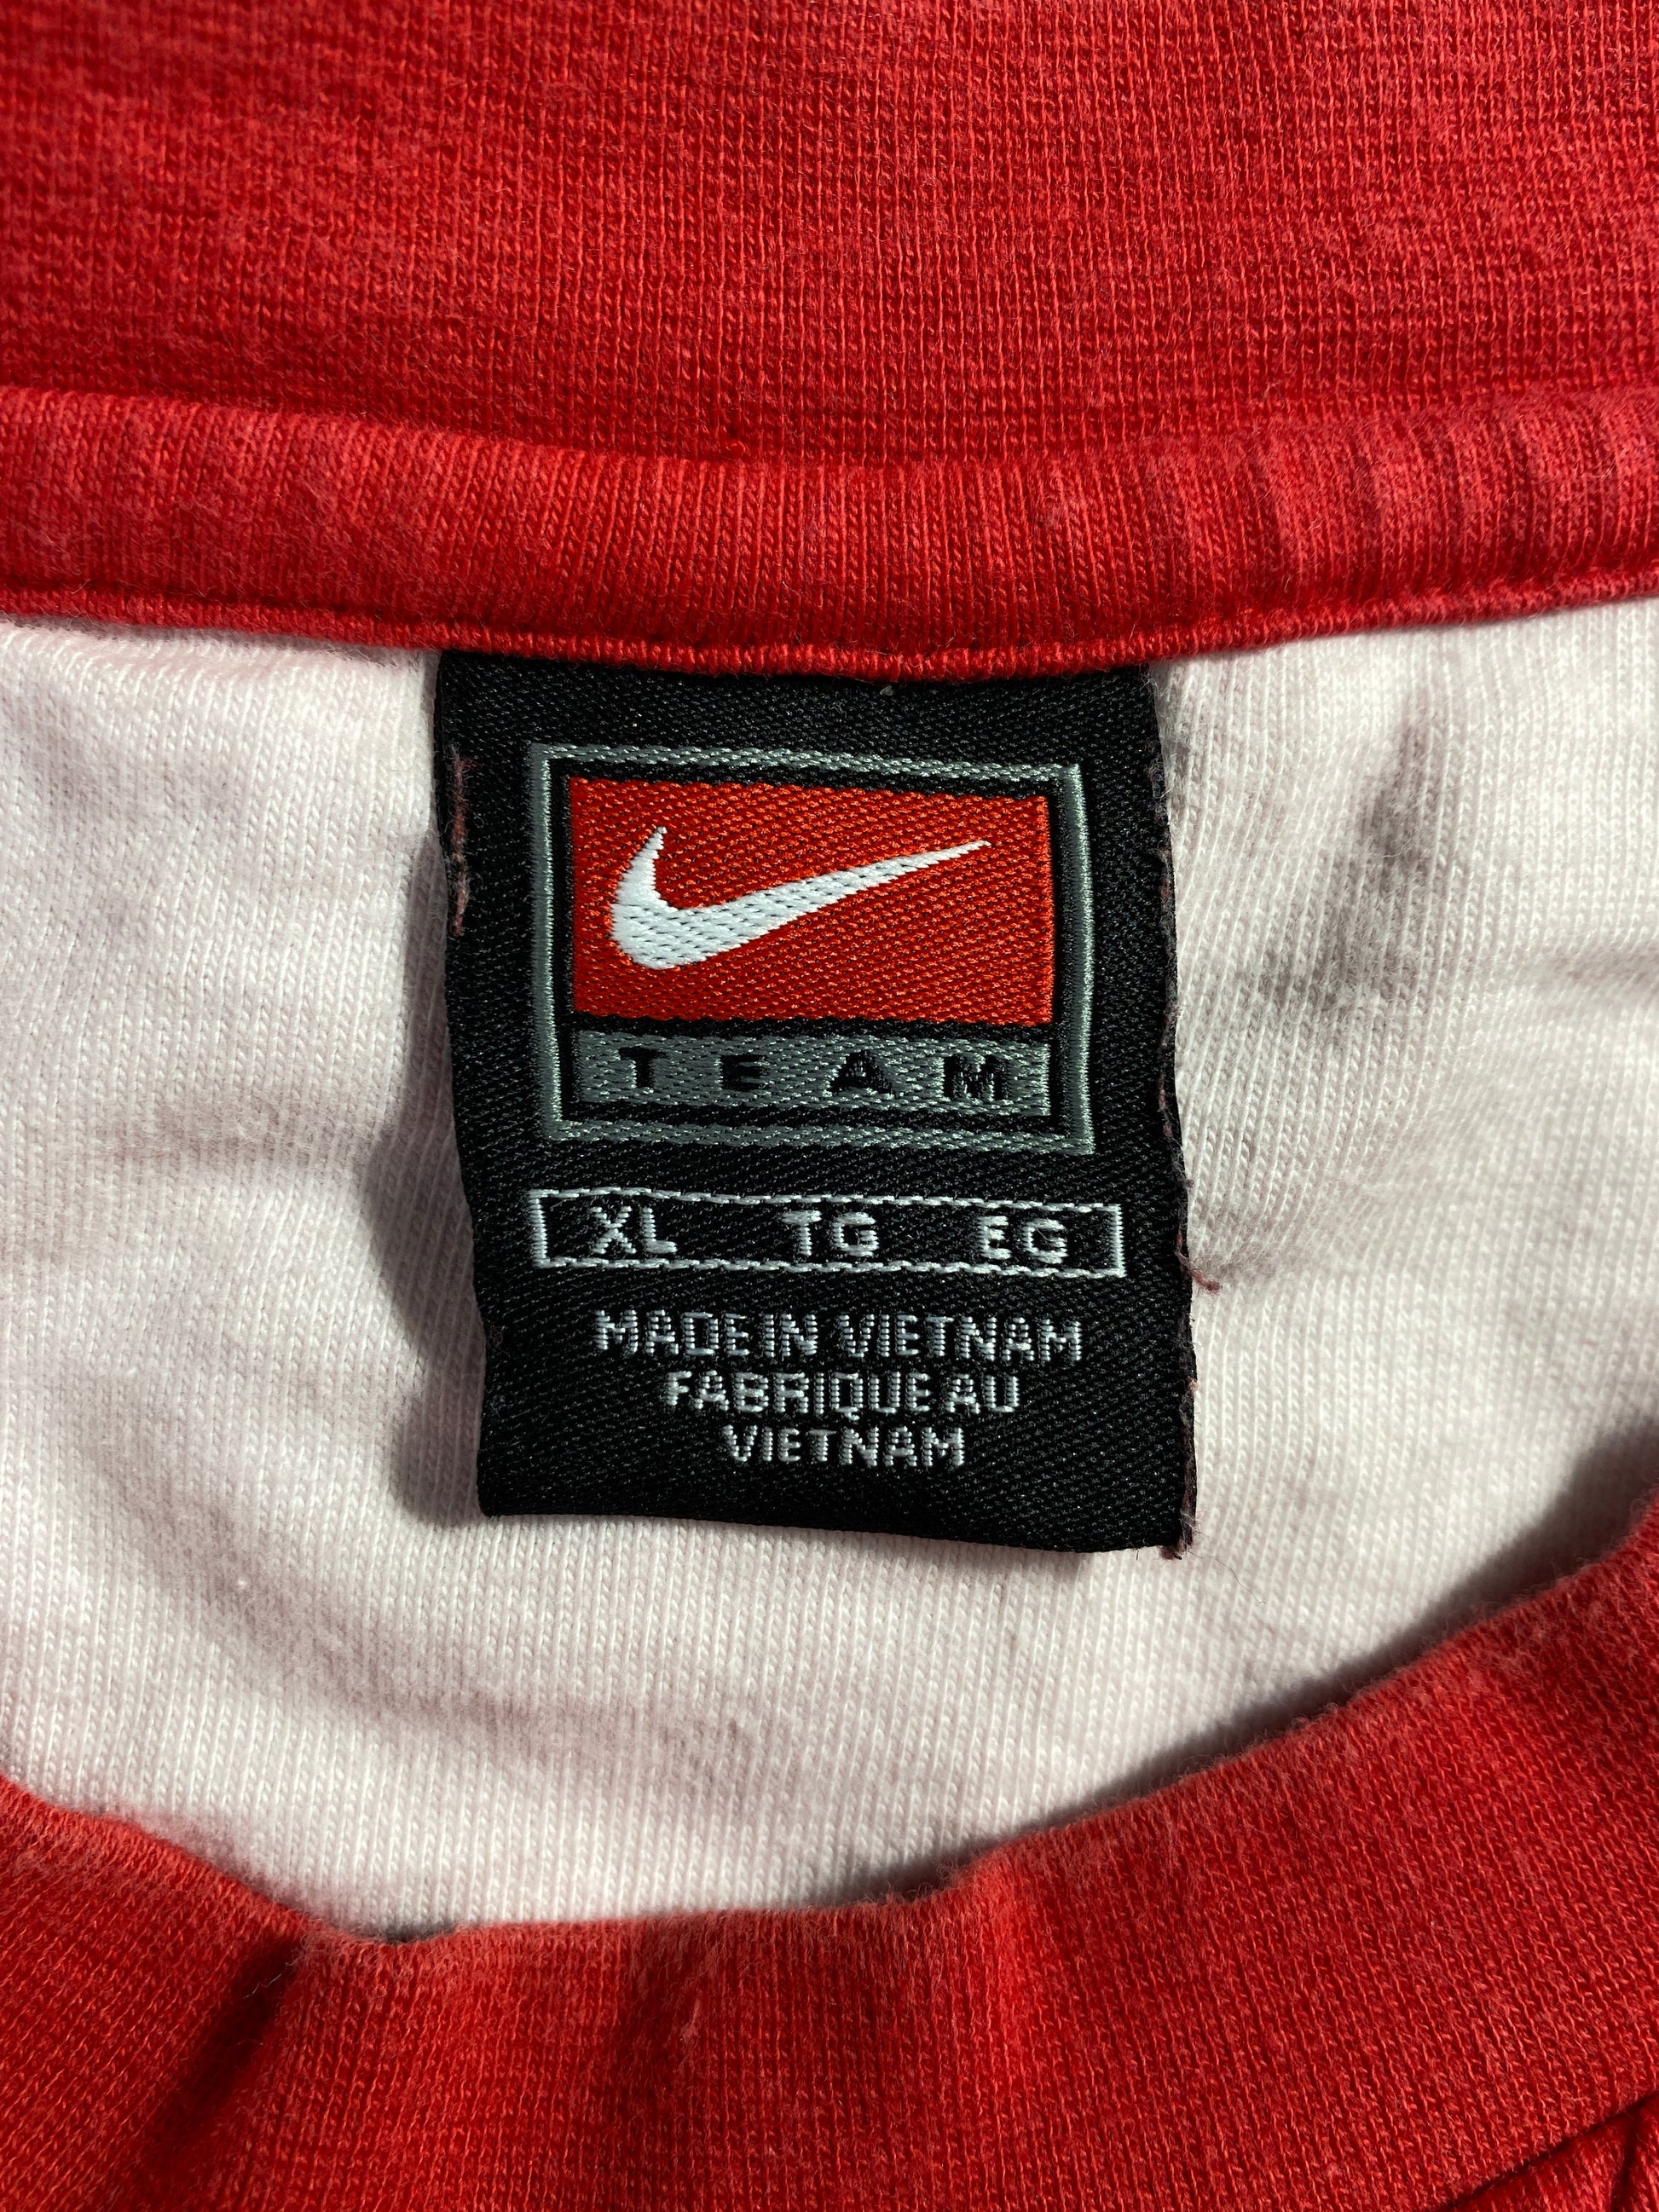 TEAM
XL TG EG
MADE IN VIETNAM
FABRIQUE AU
VIETNAM